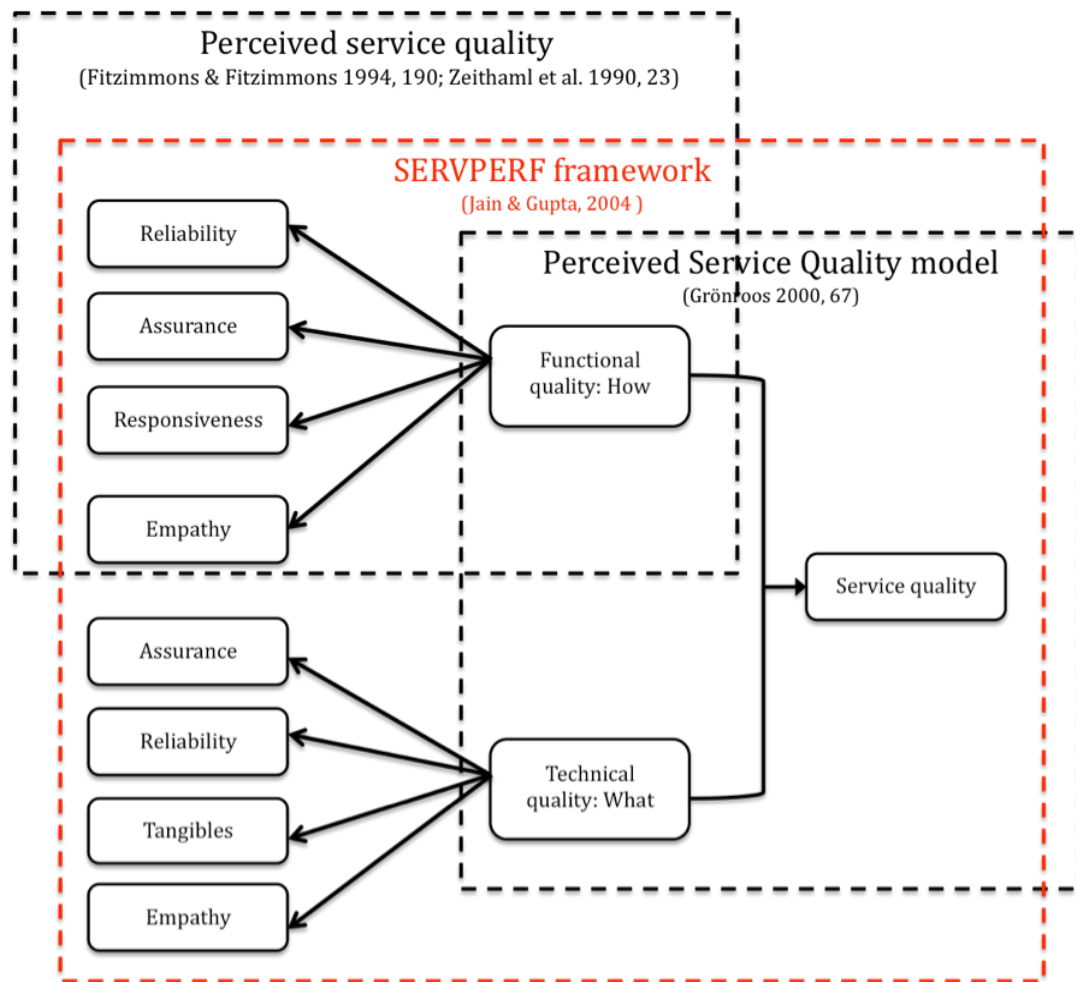 Perceived service quality
(Fitzimmons & Fitzimmons 1994, 190; Zeithaml et al. 1990, 23)
SERVPERF framework
(Jain & Gupta, 2004 )
Perceived Service Quality model
(Grönroos 2000, 67)
Reliability
Assurance
Responsiveness
Empathy
Functional
quality: How
Service quality
Assurance
Reliability
Tangibles
Empathy
Technical
quality: What